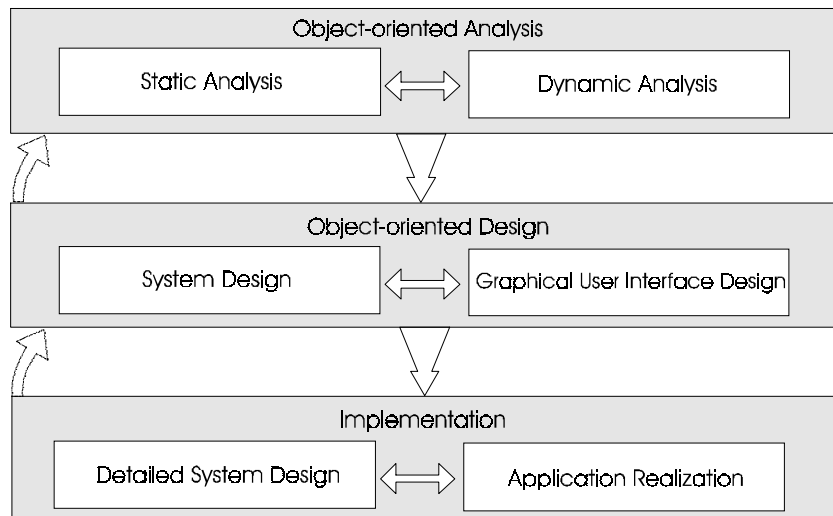 Object-oriented Analysis
Static Analysis
Dynamic Analysis
Object-oriented Design
System Design
Graphical User Interface Design
Implementation
Detailed System Design
Application Realization